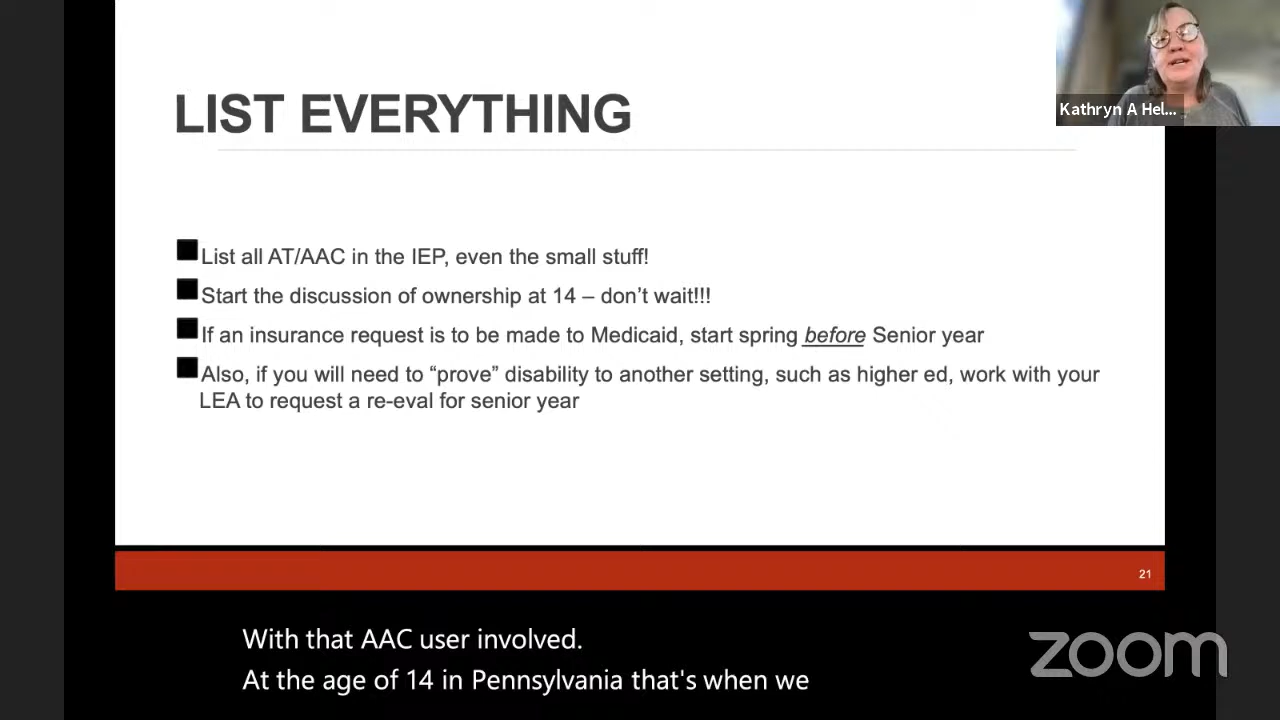 LIST EVERYTHING
Kathryn A Hel...
List all AT/AAC in the IEP, even the small stuff!
Start the discussion of ownership at 14 – don’t wait!!!
If an insurance request is to be made to Medicaid, start spring before Senior year
Also, if you will need to “prove” disability to another setting, such as higher ed, work with your
LEA to request a re-eval for senior year
21
With that AAC user involved.
At the age of 14 in Pennsylvania that's when we
zoom